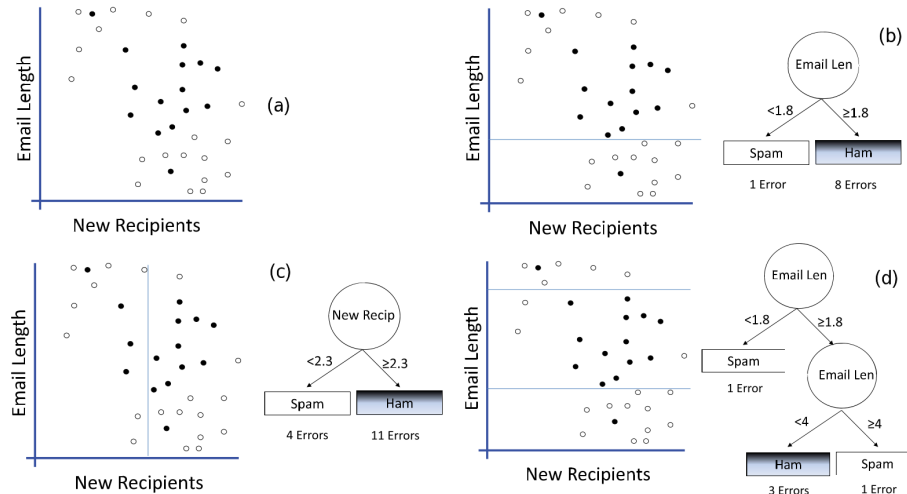 Email Length
(a)
New Recipients
Email Length
New Recipients
(b)
Email Len
<1.8
≥1.8
Spam
Ham
1 Error
8 Errors
Email Length
New Recipients
(c)
New Recip
<2.3
≥2.3
Spam
Ham
4 Errors
11 Errors
Email Length
New Recipients
(d)
Email Len
<1.8
≥1.8
Spam
1 Error
Email Len
<4
≥4
Ham
Spam
3 Errors
1 Error